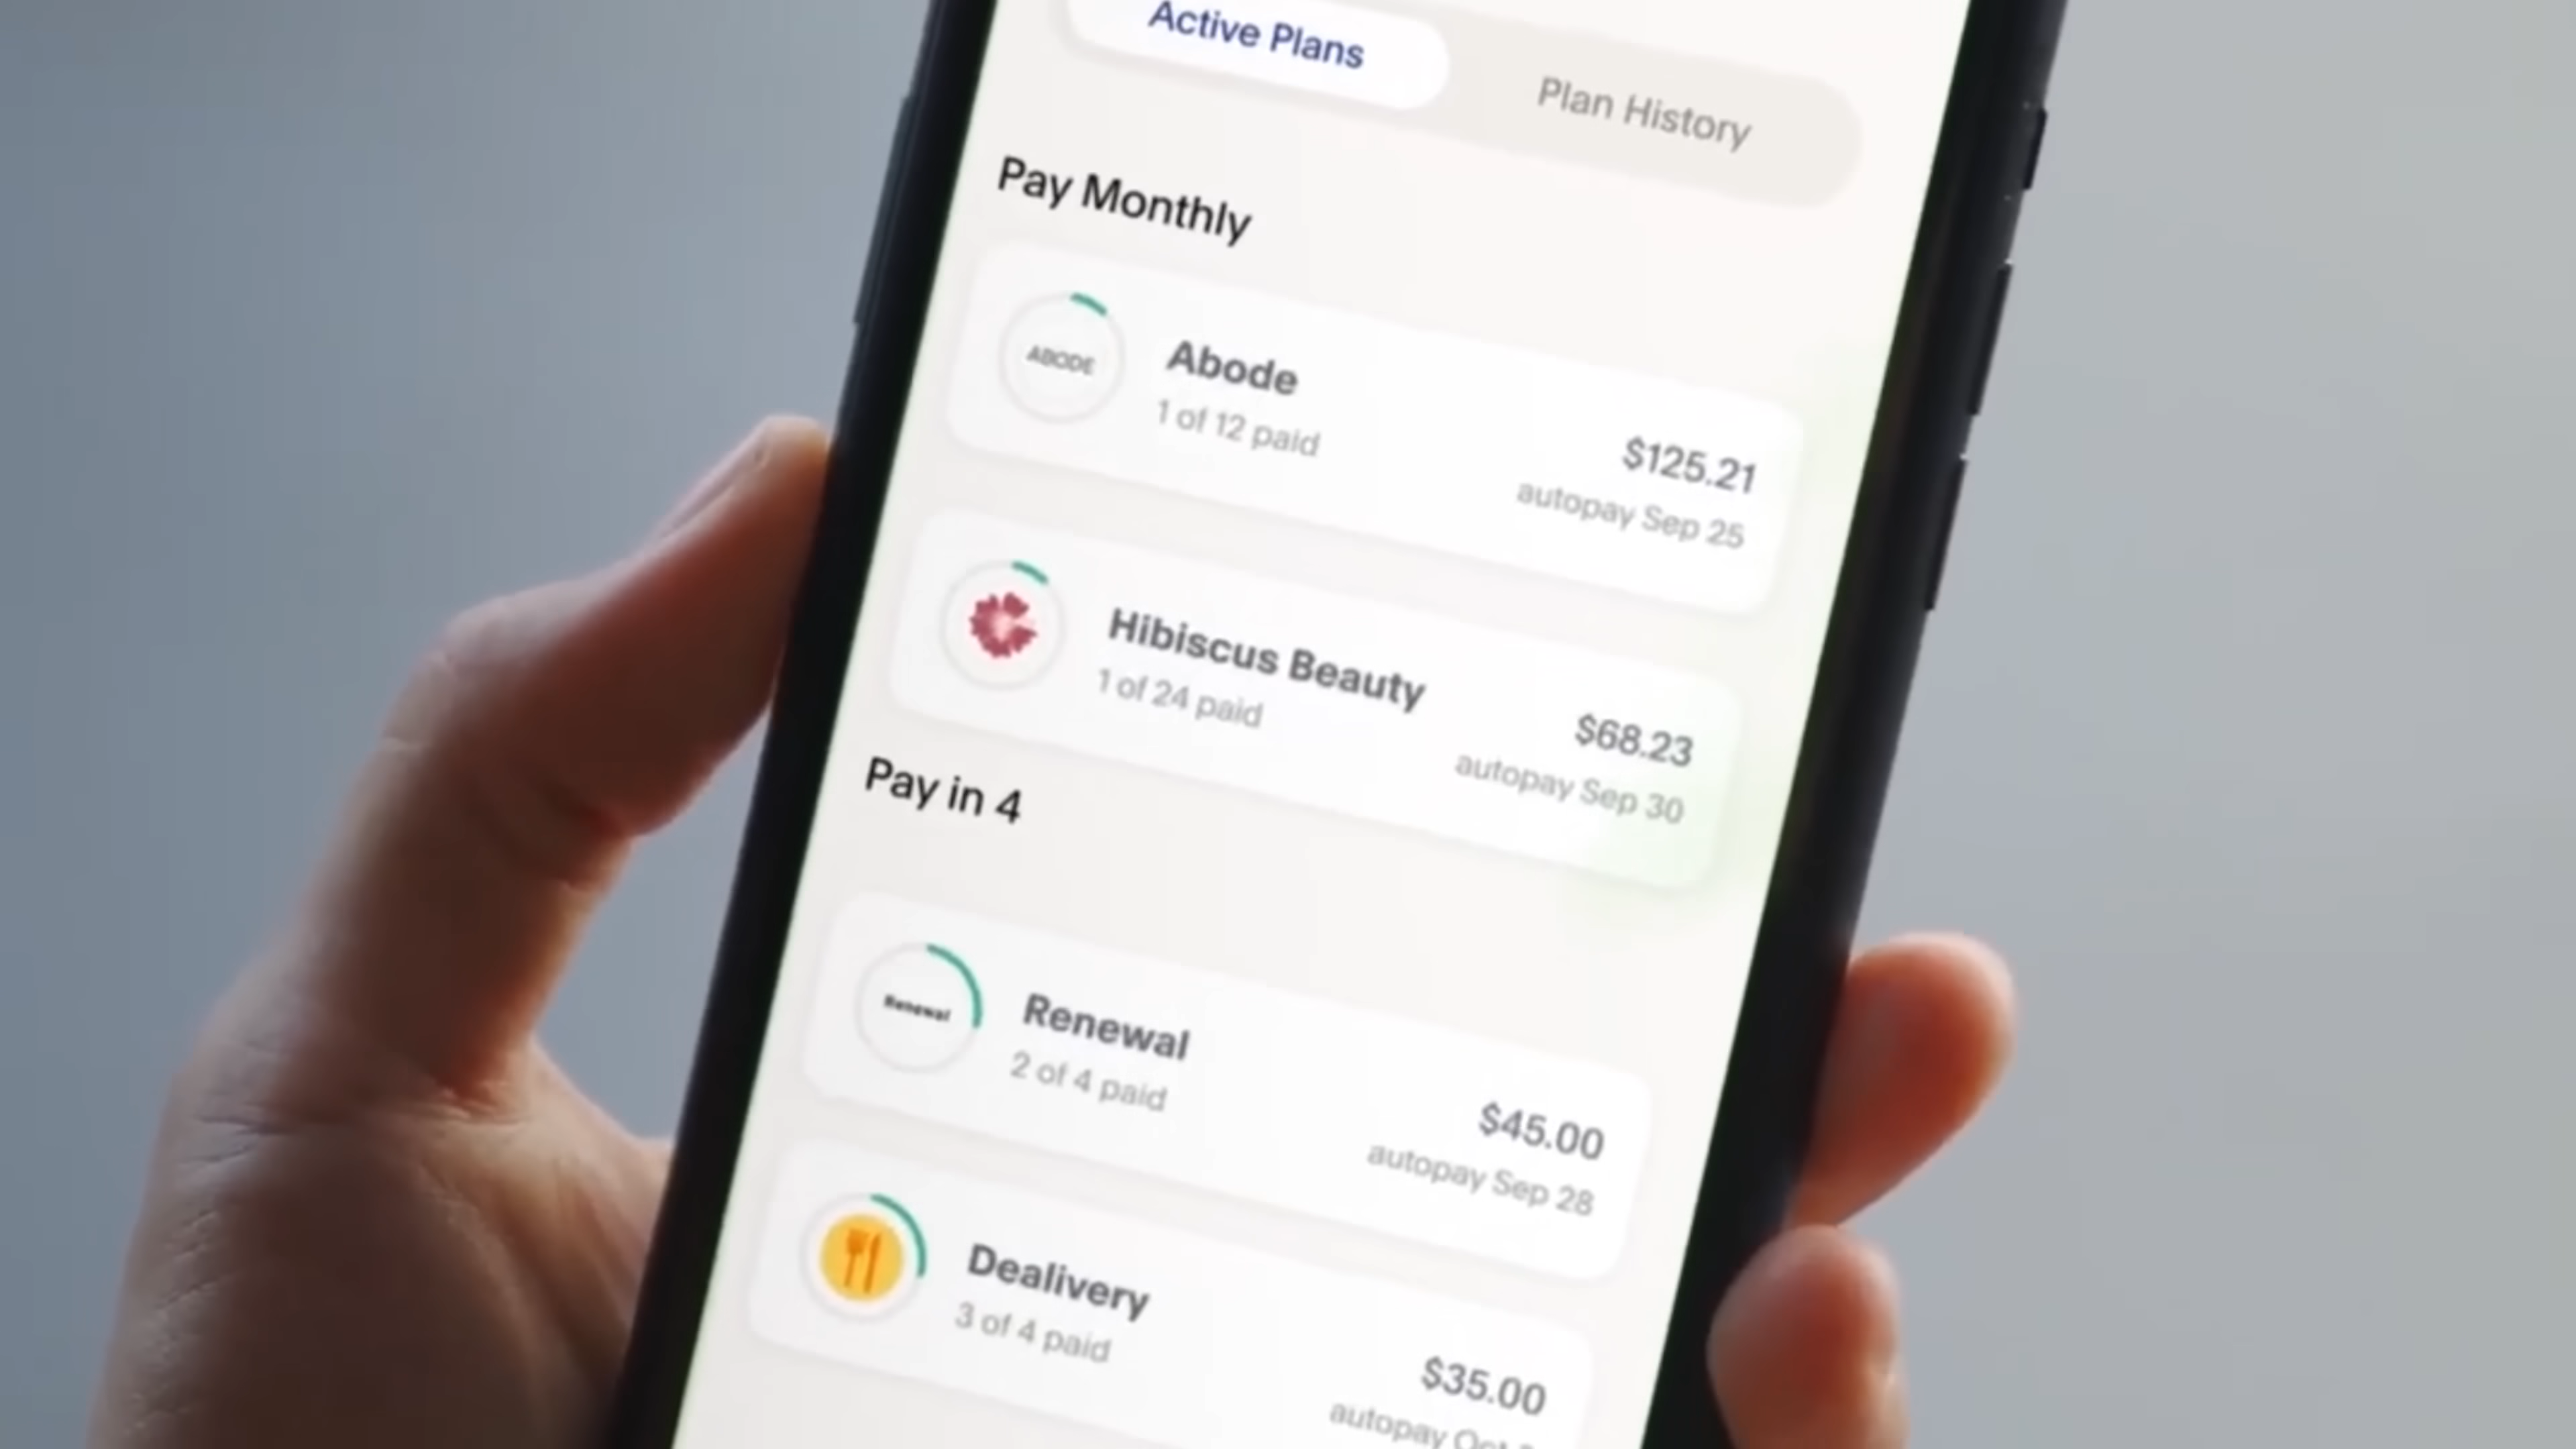 Active Plans
Plan History
Pay Monthly
ABODE
Abode
1 of 12 paid
$125.21
autopay Sep 25
Hibiscus Beauty
1 of 24 paid
$68.23
autopay Sep 30
Pay in 4
Renewal
Renewal
2 of 4 paid
$45.00
autopay Sep 28
Dealivery
3 of 4 paid
$35.00
autopay Oct